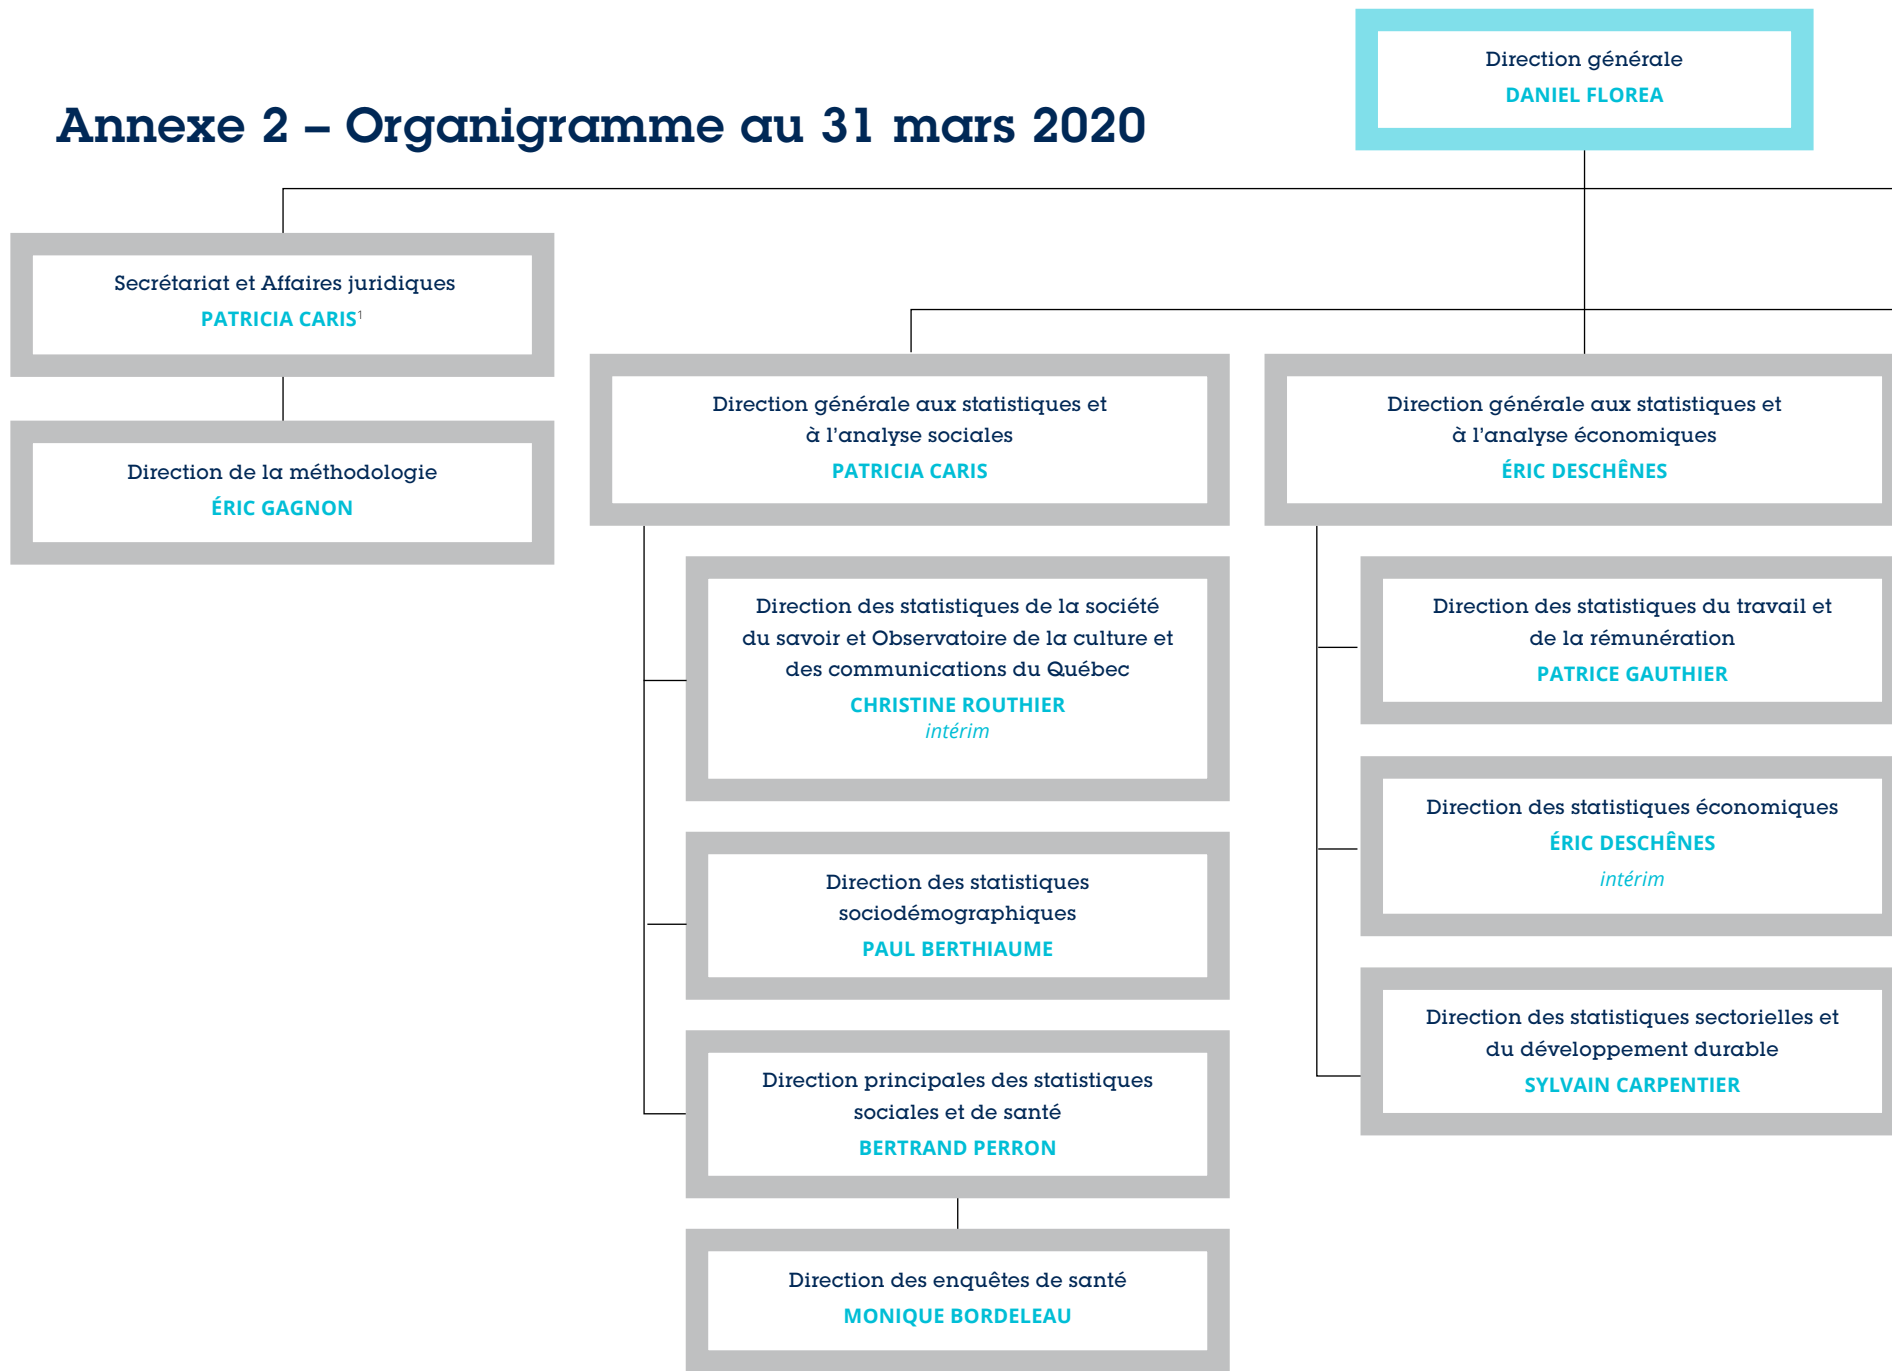 Direction générale
DANIEL FLOREA
Annexe 2 – Organigramme au 31 mars 2020
Secrétariat et Affaires juridiques
PATRICIA CARIS¹
Direction de la méthodologie
ÉRIC GAGNON
Direction générale aux statistiques et
à l'analyse sociales
PATRICIA CARIS
Direction des statistiques de la société
du savoir et Observatoire de la culture et
des communications du Québec
CHRISTINE ROUTHIER
intérim
Direction des statistiques
sociodémographiques
PAUL BERTHIAUME
Direction principales des statistiques
sociales et de santé
BERTRAND PERRON
Direction des enquêtes de santé
MONIQUE BORDELEAU
Direction générale aux statistiques et
à l'analyse économiques
ÉRIC DESCHÊNES
Direction des statistiques du travail et
de la rémunération
PATRICE GAUTHIER
Direction des statistiques économiques
ÉRIC DESCHÊNES
intérim
Direction des statistiques sectorielles et
du développement durable
SYLVAIN CARPENTIER